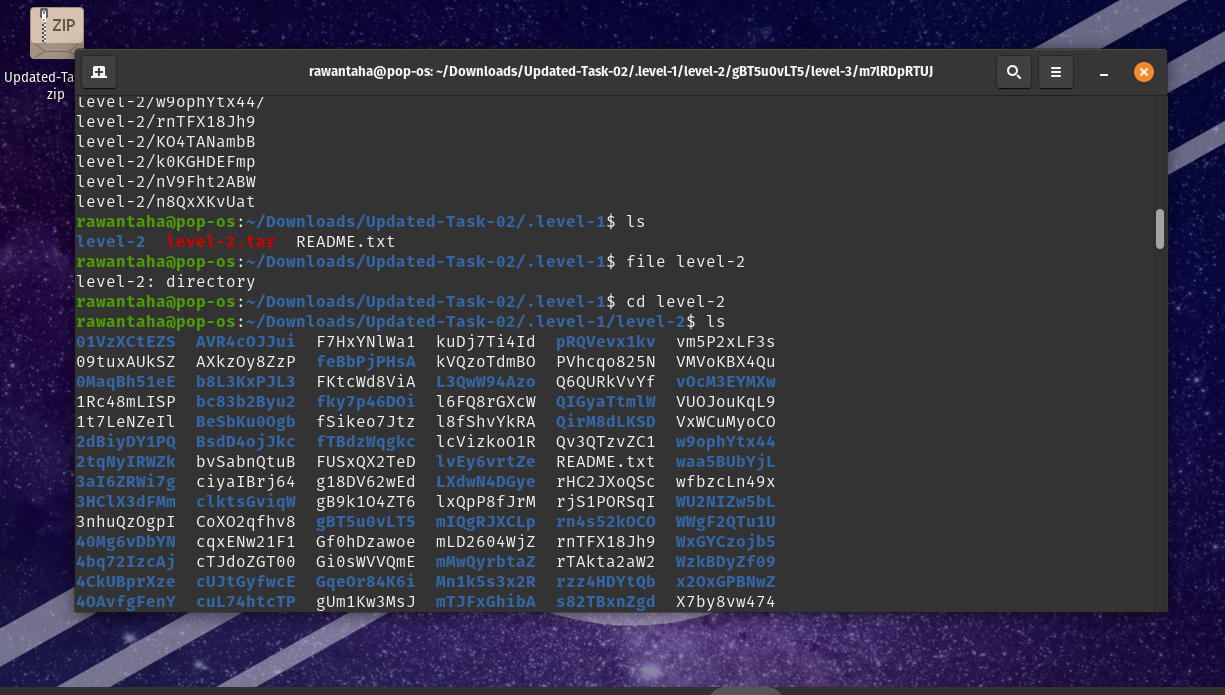 ZIP
Updated-Ta
zip
rawantaha@pop-os: ~/Downloads/Updated-Task-02/.level-1/level-2/gBT5u0vLT5/level-3/m7lRDpRTUJ
level-2/w9ophYtx44/
level-2/rnTFX18Jh9
level-2/KO4TANambB
level-2/k0KGHDEFmp
level-2/nV9Fht2ABW
level-2/n8QxXKvUat
rawantaha@pop-os:~/Downloads/Updated-Task-02/.level-1$ ls
level-2  level-2.tar  README.txt
rawantaha@pop-os:~/Downloads/Updated-Task-02/.level-1$ file level-2
level-2: directory
rawantaha@pop-os:~/Downloads/Updated-Task-02/.level-1$ cd level-2
rawantaha@pop-os:~/Downloads/Updated-Task-02/.level-1/level-2$ ls
01VzXCtEZS  AVR4cOJJui  F7HxYNlWa1  kuDj7Ti4Id  pRQVevx1kv  vm5P2xLF3s
09tuxAUkSZ  AXkzOy8ZzP  feBbPjPHsA  kVQzoTdmBO  PVhcqo825N  VMVoKBX4Qu
0MaqBh51eE  b8L3KxPJL3  FKtcWd8ViA  L3QwW94Azo  Q6QURkVvYf  vOcM3EYMXw
1Rc48mLISP  bc83b2Byu2  fky7p46DOi  l6FQ8rGXcW  QIGyaTtmlW  VUOJouKqL9
1t7LeNZeIl  BeSbKu0Ogb  fSikeo7Jtz  l8fShvYkRA  QirM8dLKSD  VxWCuMyoCO
2dBiyDY1PQ  BsdD4ojJkc  fTBdzWqgkc  lcVizkoO1R  Qv3QTzvZC1  w9ophYtx44
2tqNyIRWZk  bvSabnQtuB  FUSxQX2TeD  lvEy6vrtZe  README.txt  waa5BUbYjL
3aI6ZRWi7g  ciyaIBrj64  g18DV62wEd  LXdwN4DGye  rHC2JXoQSc  wfbzcLn49x
3HClX3dFMm  clktsGviqW  gB9k1O4ZT6  lxQpP8fJrM  rjS1PORSqI  WU2NIZw5bL
3nhuQzOgpI  CoXO2qfhv8  gBT5u0vLT5  mIQgRJXCLp  rn4s52kOCO  WWgF2QTu1U
40Mg6vDbYN  cqxENw21F1  Gf0hDzawoe  mLD2604WjZ  rnTFX18Jh9  WxGYCzojb5
4bq72IzcAj  cTJdoZGT00  Gi0sWVVQmE  mMwQyrbtaZ  rTAkta2aW2  WzkBDyZf09
4CkUBprXze  cUJtGyfwcE  GqeOr84K6i  Mn1k5s3x2R  rzz4HDYtQb  x2OxGPBNwZ
4OAvfgFenY  cuL74htcTP  gUm1Kw3MsJ  mTJFxGhibA  s82TBxnZgd  X7by8vw474